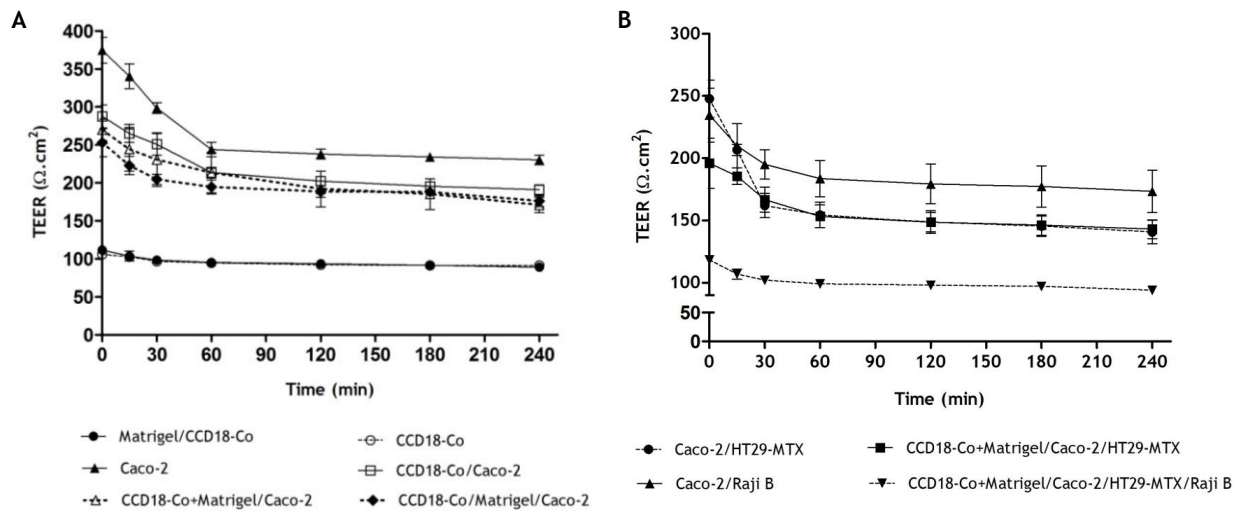 A
TEER (Ω.cm²)
400
350
300
250
200
150
100
50
0
0 30 60 90 120 150 180 210 240
Time (min)
Matrigel/CCD18-Co
CCD18-Co
Caco-2
CCD18-Co/Caco-2
CCD18-Co+Matrigel/Caco-2
CCD18-Co/Matrigel/Caco-2
B
TEER (Ω.cm²)
300
250
200
150
100
50
0
0 30 60 90 120 150 180 210 240
Time (min)
Caco-2/HT29-MTX
CCD18-Co+Matrigel/Caco-2/HT29-MTX
Caco-2/Raji B
CCD18-Co+Matrigel/Caco-2/HT29-MTX/Raji B